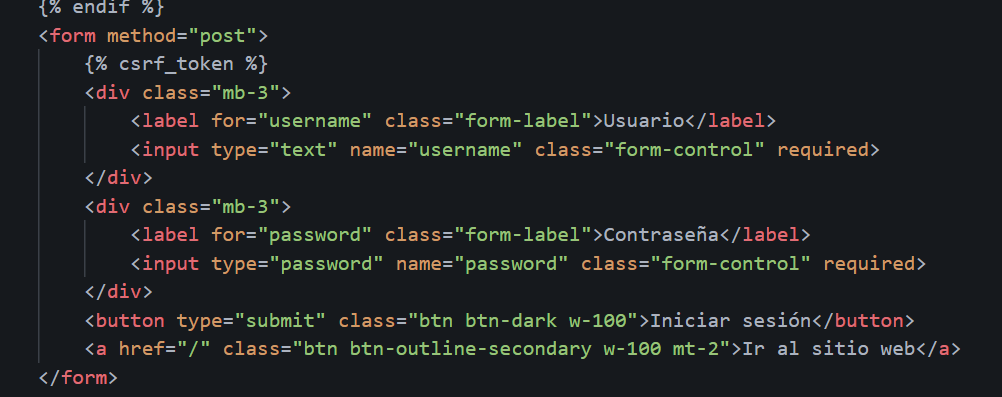 {% endif %}
<form method="post">
{% csrf_token %}
<div class="mb-3">
<label for="username" class="form-label">Usuario</label>
<input type="text" name="username" class="form-control" required>
</div>
<div class="mb-3">
<label for="password" class="form-label">Contraseña</label>
<input type="password" name="password" class="form-control" required>
</div>
<button type="submit" class="btn btn-dark w-100">Iniciar sesión</button>
<a href="/" class="btn btn-outline-secondary w-100 mt-2">Ir al sitio web</a>
</form>